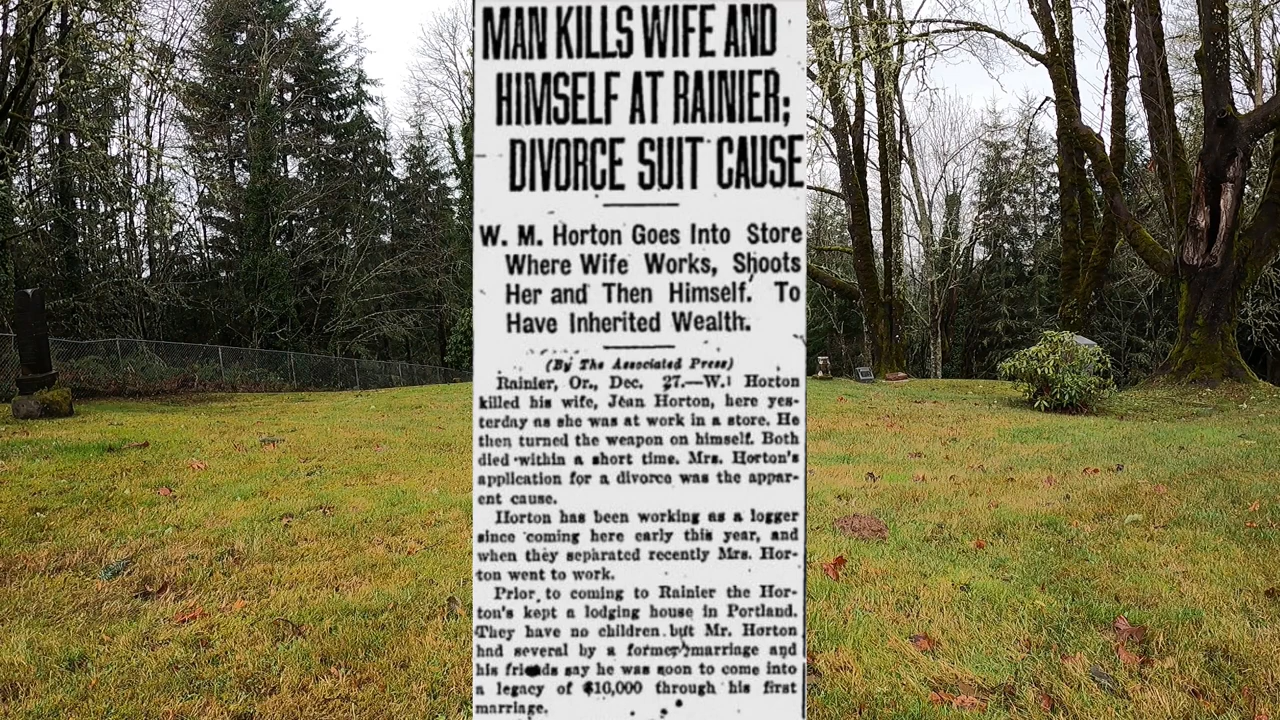 MAN KILLS WIFE AND
HIMSELF AT RAINIER;
DIVORCE SUIT CAUSE
W. M. Horton Goes Into Store
Where Wife Works, Shoots
Her and Then Himself. To
Have Inherited Wealth.
(By The Associated Press)
Rainier, Or., Dec. 27.—W. Horton
killed his wife, Jean Horton, here yes-
terday as she was at work in a store. He
then turned the weapon on himself. Both
died within a short time. Mrs. Horton's
application for a divorce was the appar-
ent cause.
Horton has been working as a logger
since coming here early this year, and
when they separated recently Mrs. Hor-
ton went to work.
Prior to coming to Rainier the Hor-
ton's kept a lodging house in Portland.
They have no children but Mr. Horton
had several by a former marriage and
his friends say he was soon to come into
a legacy of $10,000 through his first
marriage.